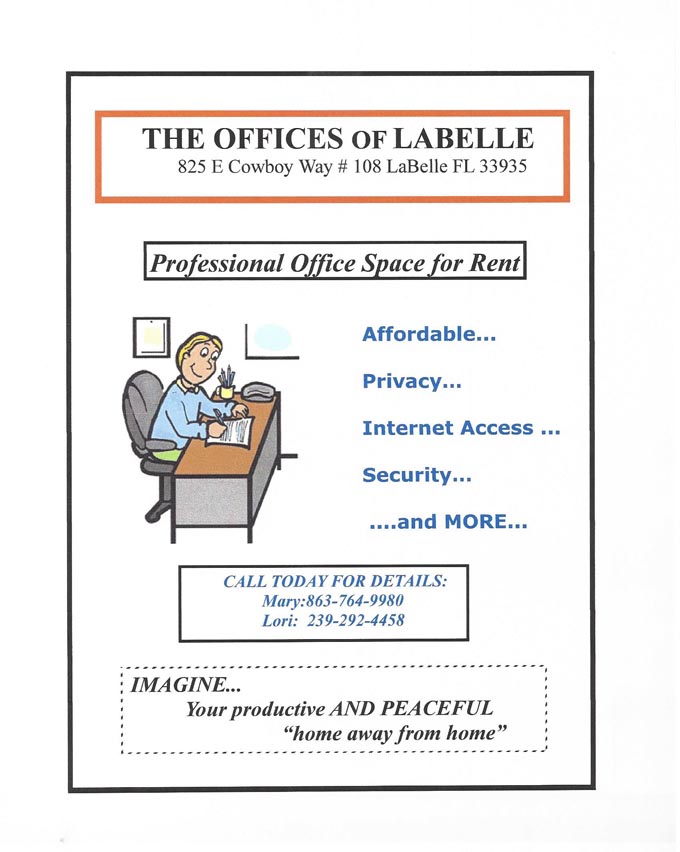 THE OFFICES OF LABELLE
825 E Cowboy Way # 108 LaBelle FL 33935
Professional Office Space for Rent
Affordable...
Privacy...
Internet Access ...
Security...
....and MORE...
CALL TODAY FOR DETAILS:
Mary:863-764-9980
Lori: 239-292-4458
IMAGINE...
Your productive AND PEACEFUL
“home away from home”